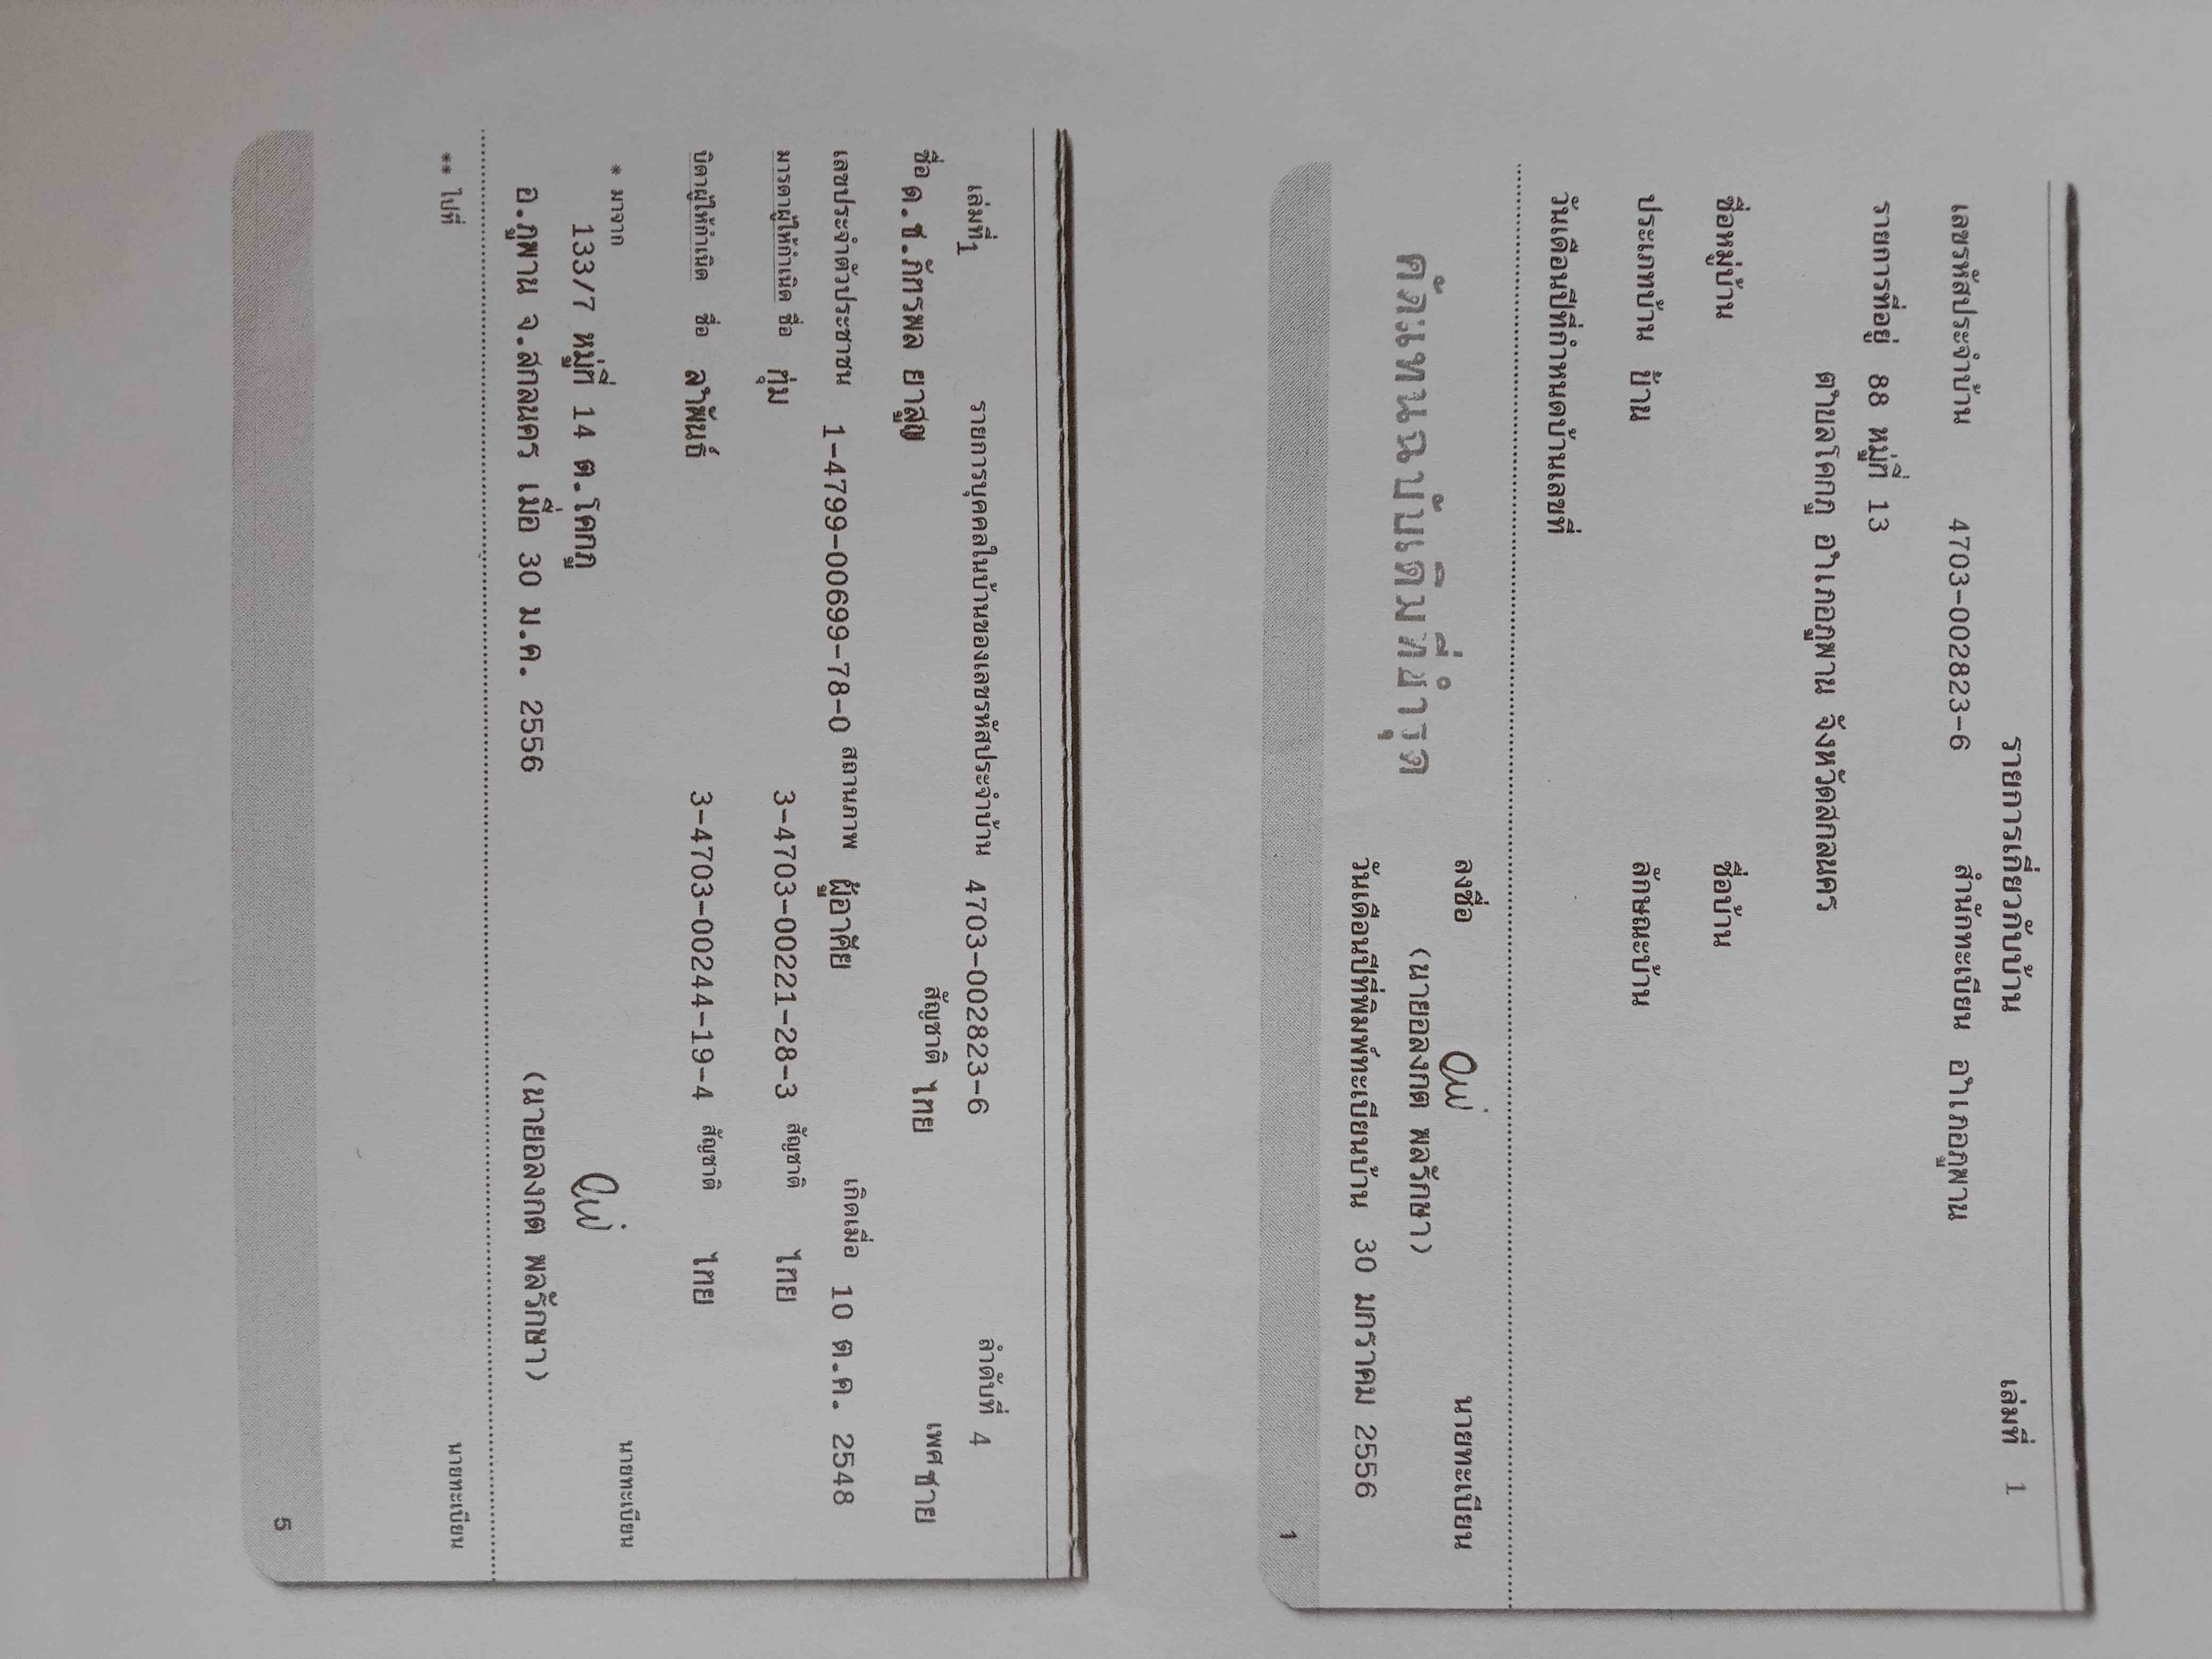 รายการเกี่ยวกับบ้าน เล่มที่ 1
เลขรหัสประจำบ้าน 4703-002823-6 สำนักทะเบียน อำเภอภูพาน
รายการที่อยู่ 88 หมู่ที่ 13
ตำบลโคกภู อำเภอภูพาน จังหวัดสกลนคร
ชื่อหมู่บ้าน ชื่อบ้าน
ประเภทบ้าน บ้าน ลักษณะบ้าน
วันเดือนปีที่กำหนดบ้านเลขที่
ลงชื่อ นายทะเบียน
คัดแทนฉบับเดิมที่ชำรุด
(นายอลงกต พลรักษา)
วันเดือนปีที่พิมพ์ทะเบียนบ้าน 30 มกราคม 2556
1
เล่มที่ 1 รายการบุคคลในบ้านของเลขรหัสประจำบ้าน 4703-002823-6 ลำดับที่ 4
ชื่อ ด.ช.ภัทรพล ยาสูญ สัญชาติ ไทย เพศ ชาย
เลขประจำตัวประชาชน 1-4799-00699-78-0 สถานภาพ ผู้อาศัย เกิดเมื่อ 10 ต.ค. 2548
มารดาผู้ให้กำเนิด ชื่อ ทุ่ม 3-4703-00221-28-3 สัญชาติ ไทย
บิดาผู้ให้กำเนิด ชื่อ ลำพันธ์ 3-4703-00244-19-4 สัญชาติ ไทย
* มาจาก นายทะเบียน
133/7 หมู่ที่ 14 ต.โคกภู
อ.ภูพาน จ.สกลนคร เมื่อ 30 ม.ค. 2556 (นายอลงกต พลรักษา)
** ไปที่ นายทะเบียน
5